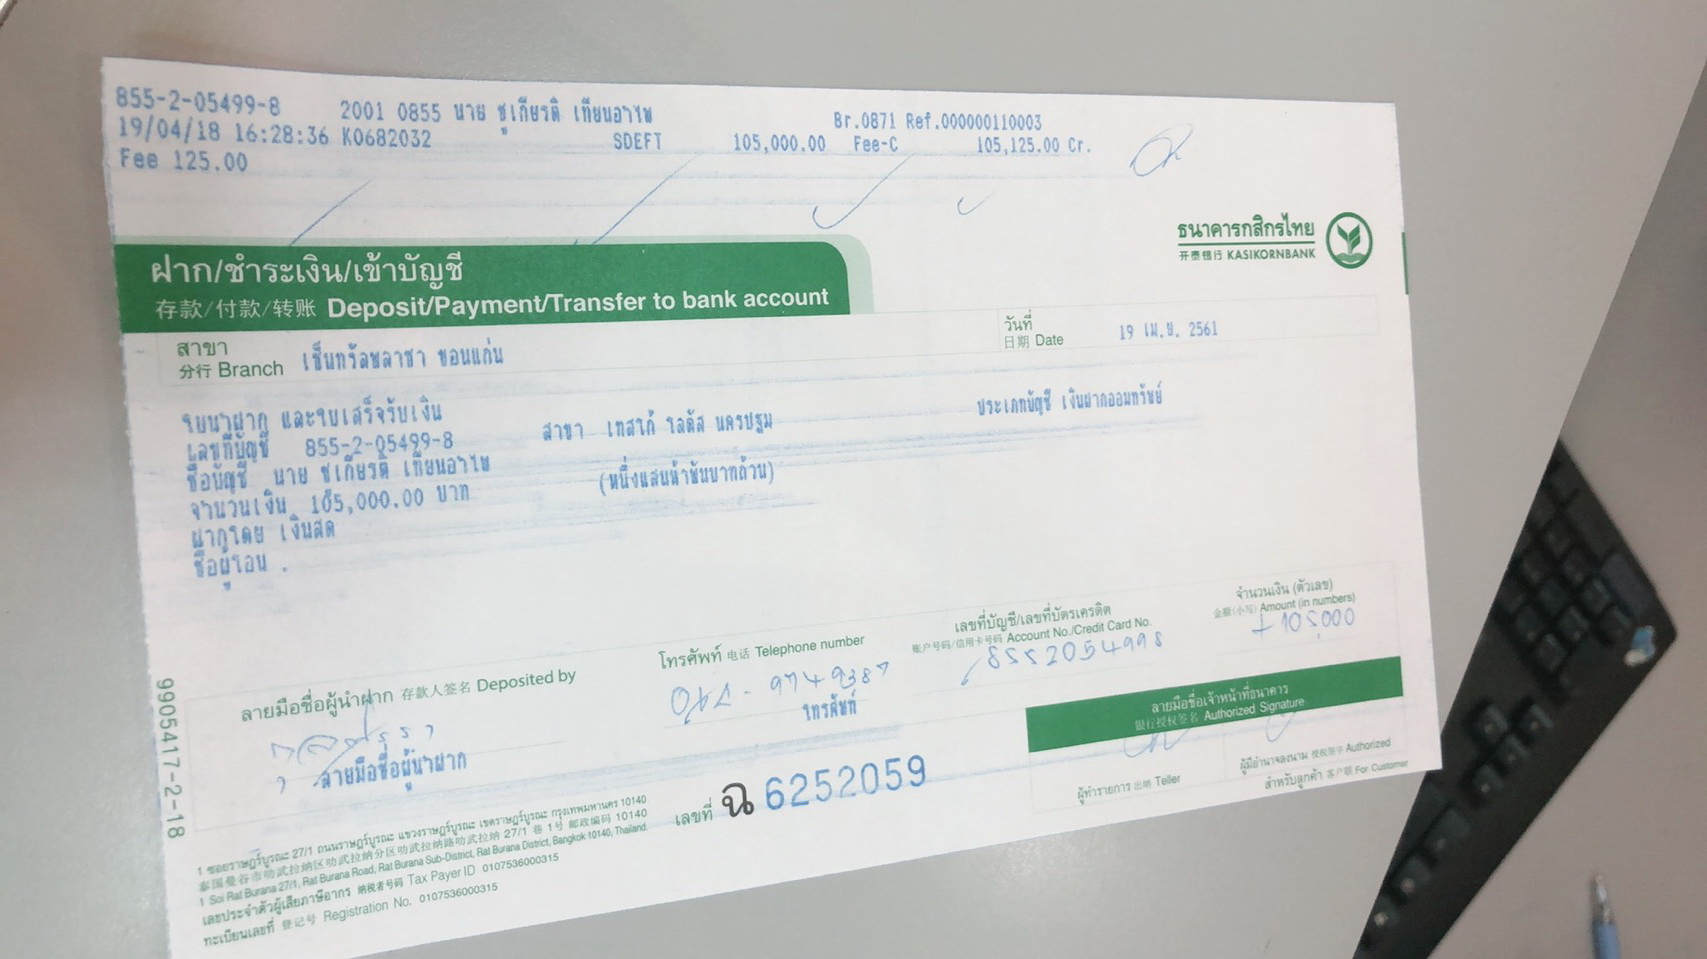 855-2-05499-8 2001 0855 นาย ชูเกียรติ เทียนอำไพ Br.0871 Ref.000000110003
19/04/18 16:28:36 K0682032 SDEFT 105,000.00 Fee-C 105,125.00 Cr.
Fee 125.00
ธนาคารกสิกรไทย
开泰银行 KASIKORNBANK
ฝาก/ชำระเงิน/เข้าบัญชี
存款/付款/转账 Deposit/Payment/Transfer to bank account
สาขา
分行 Branch เซ็นทรัลพลาซา ขอนแก่น
วันที่
日期 Date 19 เม.ย. 2561
ใบนำฝาก และใบเสร็จรับเงิน
เลขที่บัญชี 855-2-05499-8 สาขา เทสโก้ โลตัส นครปฐม ประเภทบัญชี เงินฝากออมทรัพย์
ชื่อบัญชี นาย ชูเกียรติ เทียนอำไพ
จำนวนเงิน 105,000.00 บาท (หนึ่งแสนห้าพันบาทถ้วน)
ฝากโดย เงินสด
ชื่อผู้โอน .
ลายมือชื่อผู้นำฝาก 存款人签名 Deposited by
ลายมือชื่อผู้นำฝาก
โทรศัพท์ 电话 Telephone number
โทรศัพท์
เลขที่บัญชี/เลขที่บัตรเครดิต
账户号码/信用卡号码 Account No./Credit Card No.
8552054998
จำนวนเงิน (ตัวเลข)
金额(小写) Amount (in numbers)
105,000
ลายมือชื่อเจ้าหน้าที่ธนาคาร
银行授权签名 Authorized Signature
ผู้ทำรายการ 出纳 Teller
ผู้มีอำนาจลงนาม 授权签字 Authorized
สำหรับลูกค้า 客户联 For Customer
เลขที่ ฉ 6252059
9905417-2-18
1 ซอยราษฎร์บูรณะ 27/1 ถนนราษฎร์บูรณะ แขวงราษฎร์บูรณะ เขตราษฎร์บูรณะ กรุงเทพมหานคร 10140
泰国曼谷市叻武拉纳区叻武拉纳分区叻武拉纳路叻武拉纳 27/1 巷 1号 邮政编码 10140
1 Soi Rat Burana 27/1, Rat Burana Road, Rat Burana Sub-District, Rat Burana District, Bangkok 10140, Thailand.
เลขประจำตัวผู้เสียภาษีอากร 纳税者号码 Tax Payer ID 0107536000315
ทะเบียนเลขที่ 登记号 Registration No. 0107536000315